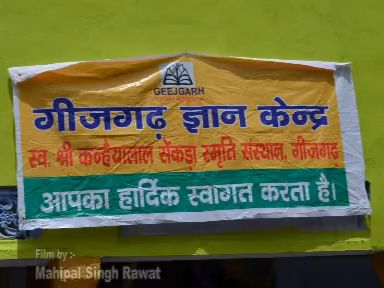 GEEJGARH
गीजगढ़ ज्ञान केन्द्र
स्व. श्री कन्हैयालाल सेंकड़ा स्मृति संस्थान, गीजगढ़
आपका हार्दिक स्वागत करता है।
Film by :-
Mahipal Singh Rawat